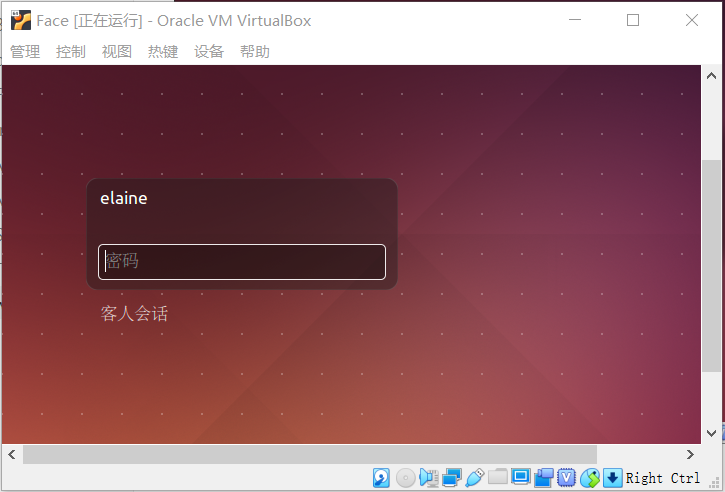 Face [正在运行] - Oracle VM VirtualBox
管理 控制 视图 热键 设备 帮助
elaine
密码
客人会话
Right Ctrl